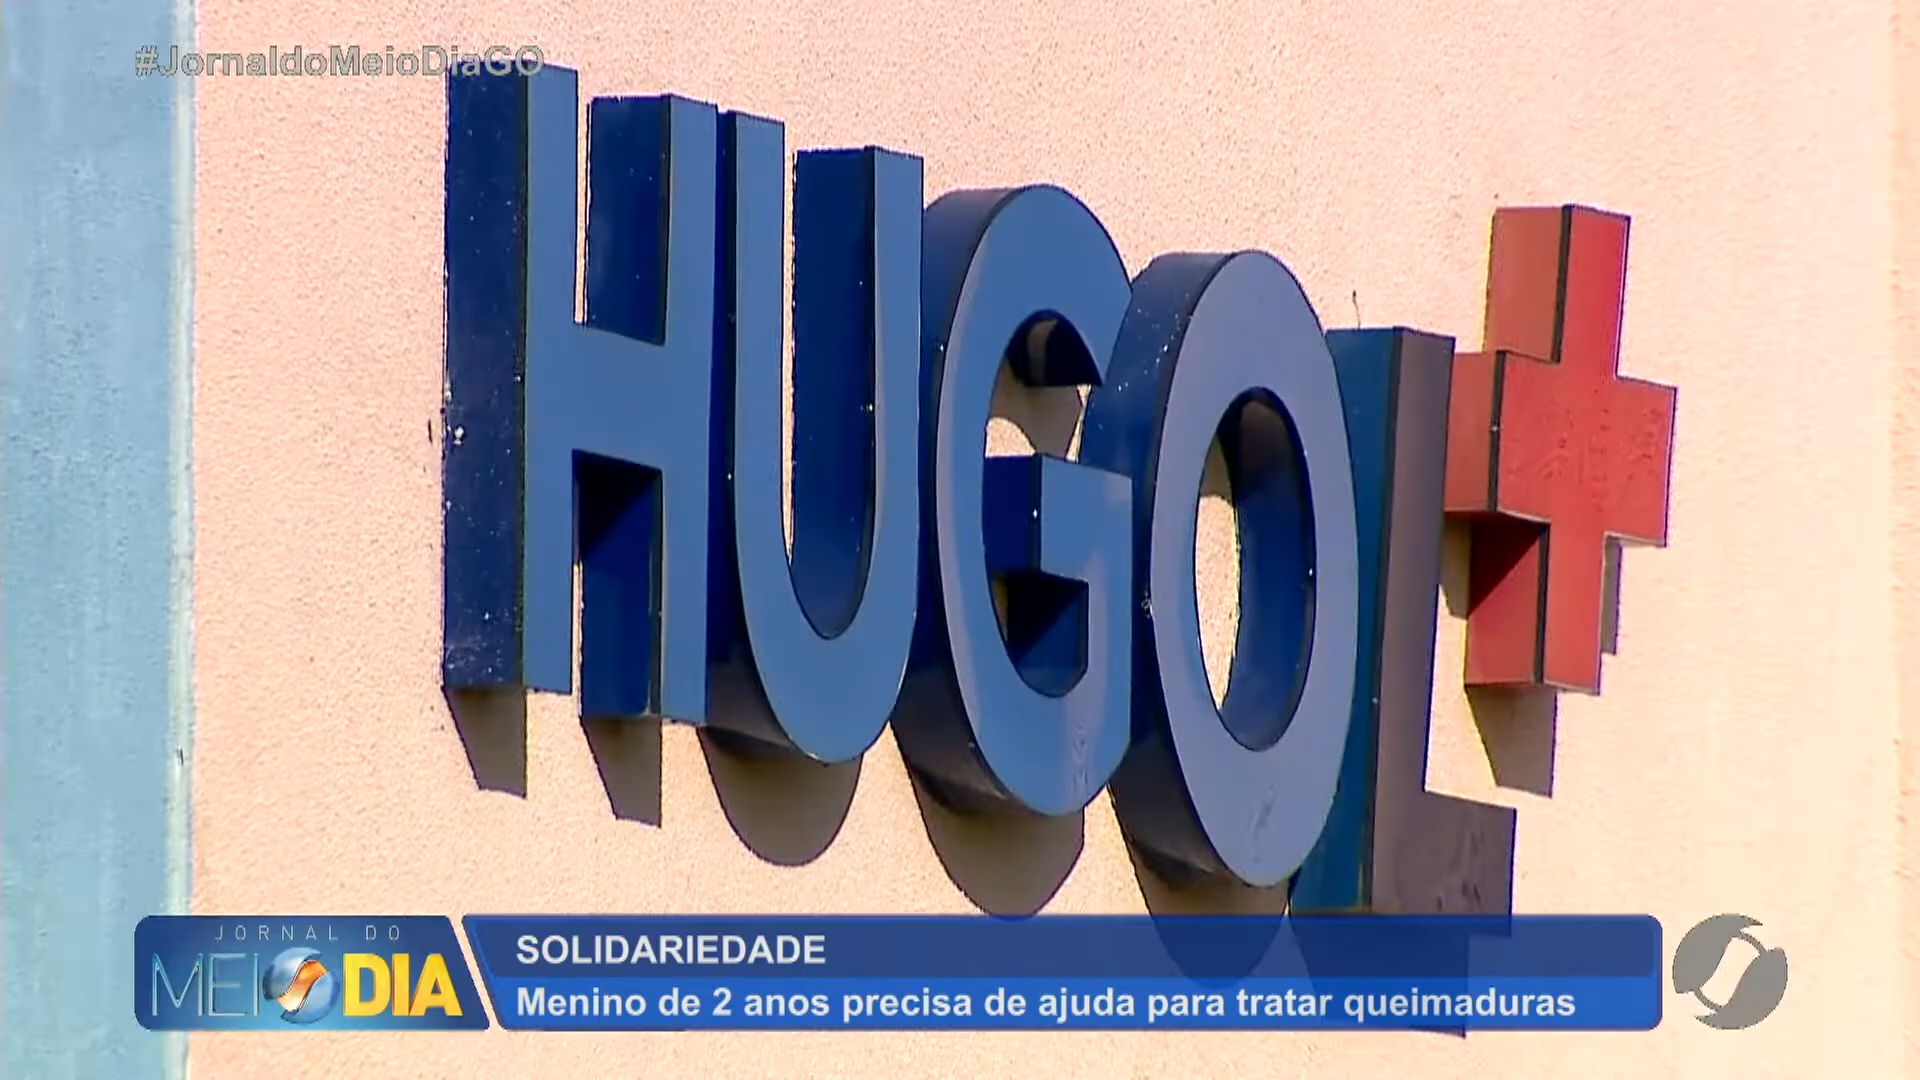 #JornaldoMeioDiaGO
HUGOL
JORNAL DO
MEIO DIA
SOLIDARIEDADE
Menino de 2 anos precisa de ajuda para tratar queimaduras